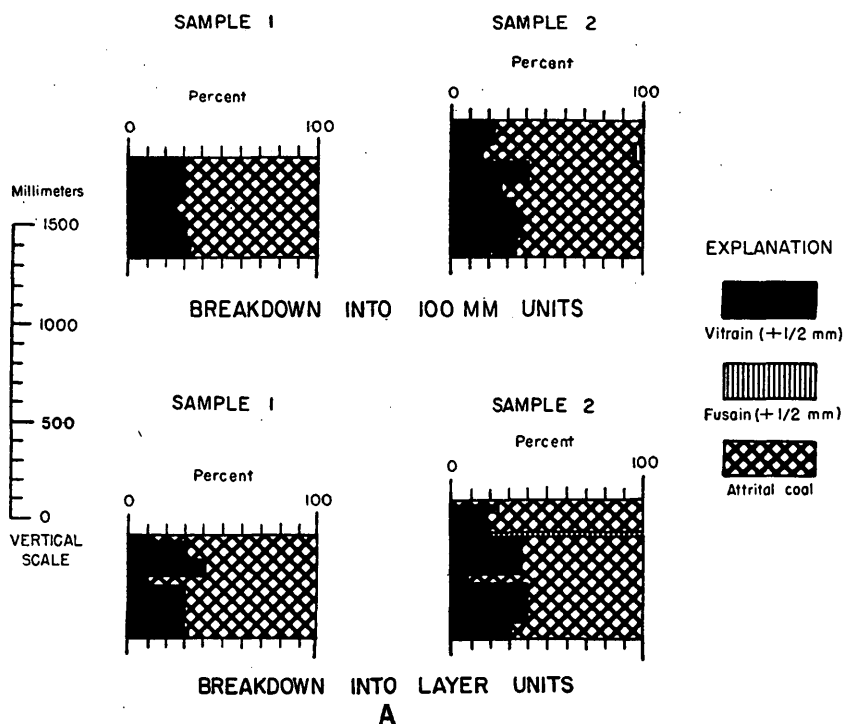 SAMPLE 1
SAMPLE 2
Percent
Percent
0 100
0 100
Millimeters
1500
1000
500
0
VERTICAL
SCALE
BREAKDOWN INTO 100 MM UNITS
EXPLANATION
Vitrain (+1/2 mm)
Fusain (+1/2 mm)
Attrital coal
SAMPLE 1
SAMPLE 2
Percent
Percent
0 100
0 100
BREAKDOWN INTO LAYER UNITS
A